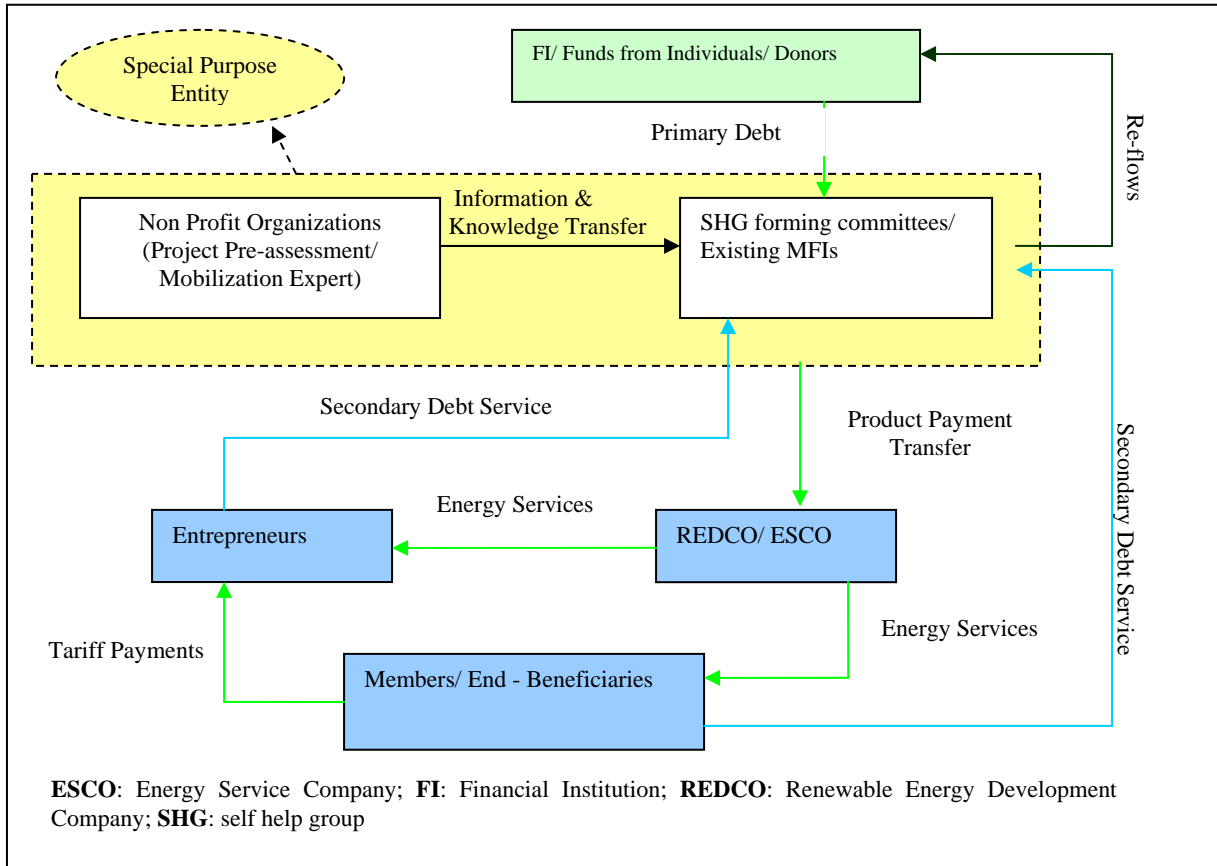 Special Purpose
Entity
FI/ Funds from Individuals/ Donors
Primary Debt
Re-flows
Non Profit Organizations
(Project Pre-assessment/
Mobilization Expert)
Information &
Knowledge Transfer
SHG forming committees/
Existing MFIs
Secondary Debt Service
Product Payment
Transfer
Secondary Debt Service
Energy Services
Entrepreneurs
REDCO/ ESCO
Energy Services
Tariff Payments
Members/ End - Beneficiaries
ESCO: Energy Service Company; FI: Financial Institution; REDCO: Renewable Energy Development
Company; SHG: self help group